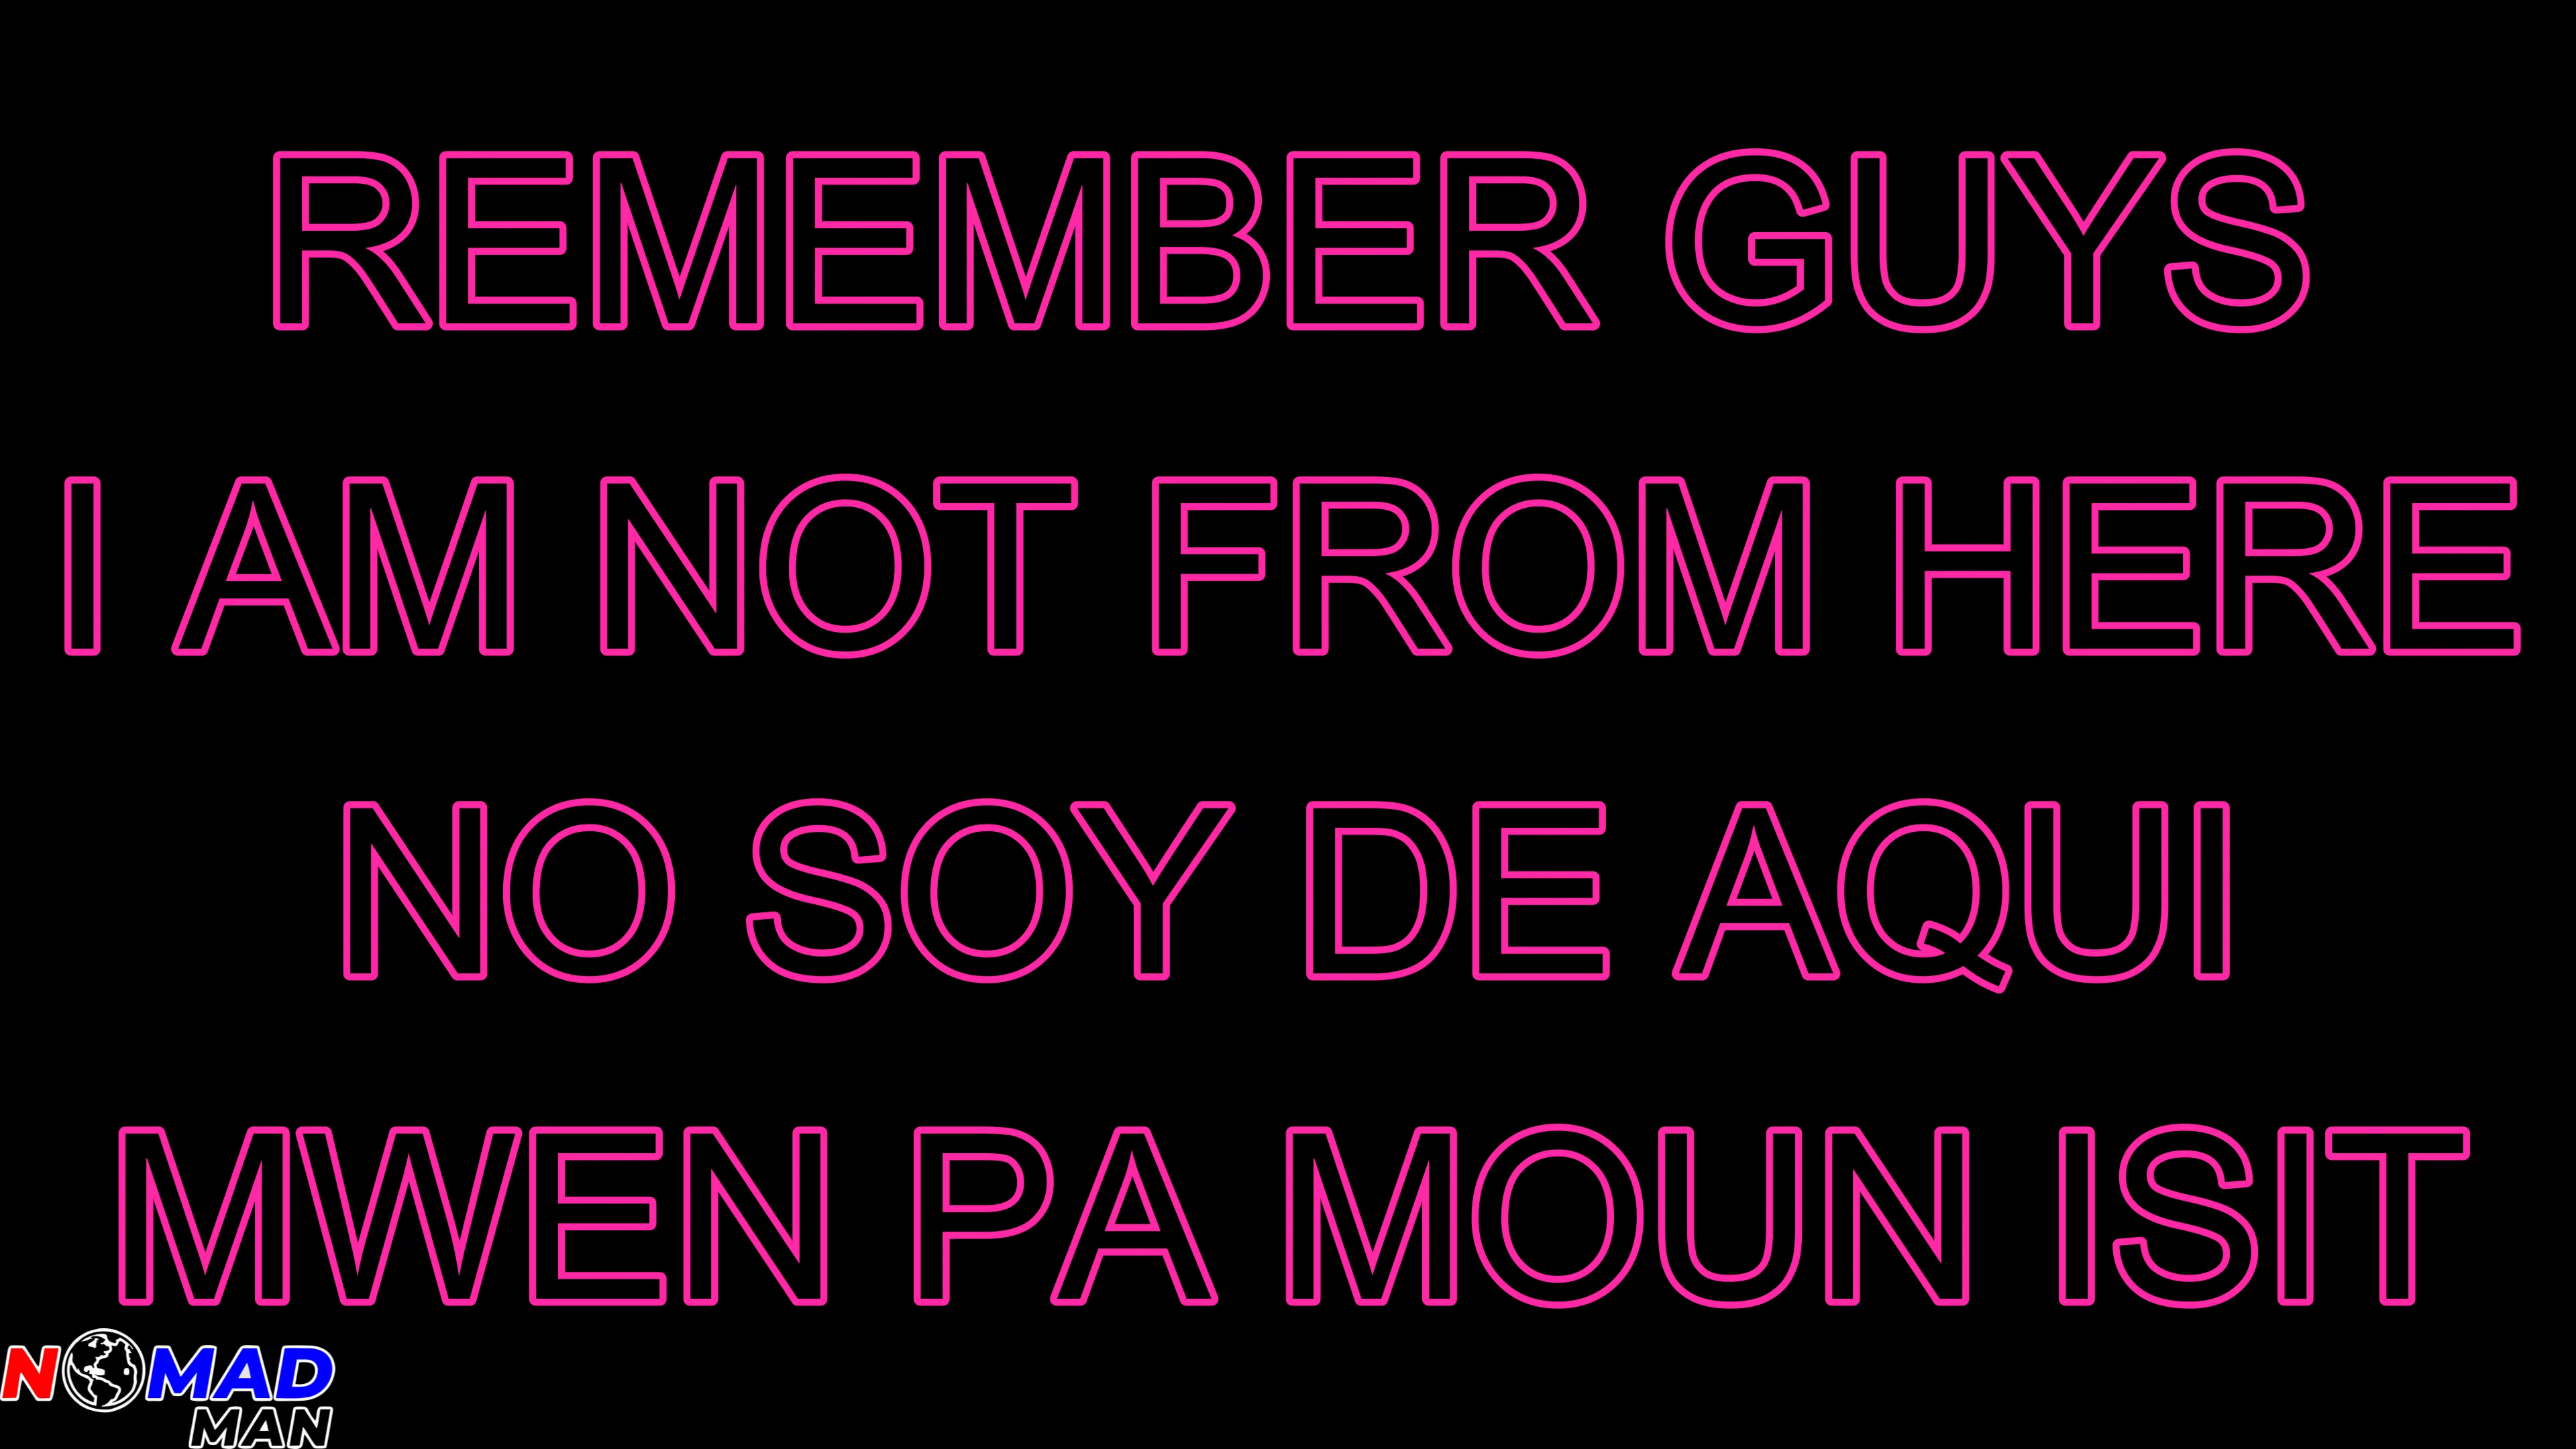 REMEMBER GUYS
I AM NOT FROM HERE
NO SOY DE AQUI
MWEN PA MOUN ISIT
NOMAD
MAN